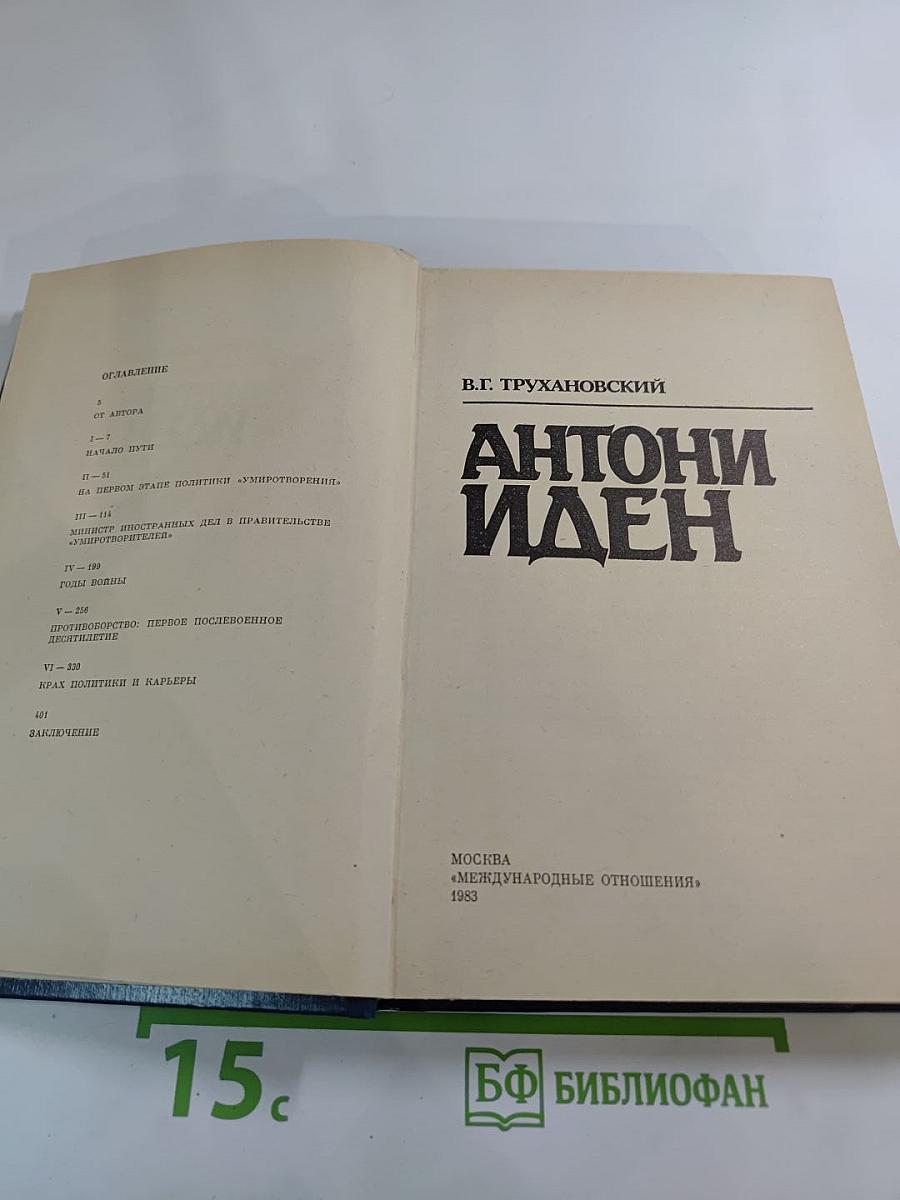 ОГЛАВЛЕНИЕ
5
ОТ АВТОРА
I — 7
НАЧАЛО ПУТИ
II — 51
НА ПЕРВОМ ЭТАПЕ ПОЛИТИКИ «УМИРОТВОРЕНИЯ»
III — 114
МИНИСТР ИНОСТРАННЫХ ДЕЛ В ПРАВИТЕЛЬСТВЕ
«УМИРОТВОРИТЕЛЕЙ»
IV — 199
ГОДЫ ВОЙНЫ
V — 256
ПРОТИВОБОРСТВО: ПЕРВОЕ ПОСЛЕВОЕННОЕ
ДЕСЯТИЛЕТИЕ
VI — 330
КРАХ ПОЛИТИКИ И КАРЬЕРЫ
401
ЗАКЛЮЧЕНИЕ
В.Г. ТРУХАНОВСКИЙ
АНТОНИ
ИДЕН
МОСКВА
«МЕЖДУНАРОДНЫЕ ОТНОШЕНИЯ»
1983
15 с
БФ БИБЛИОФАН